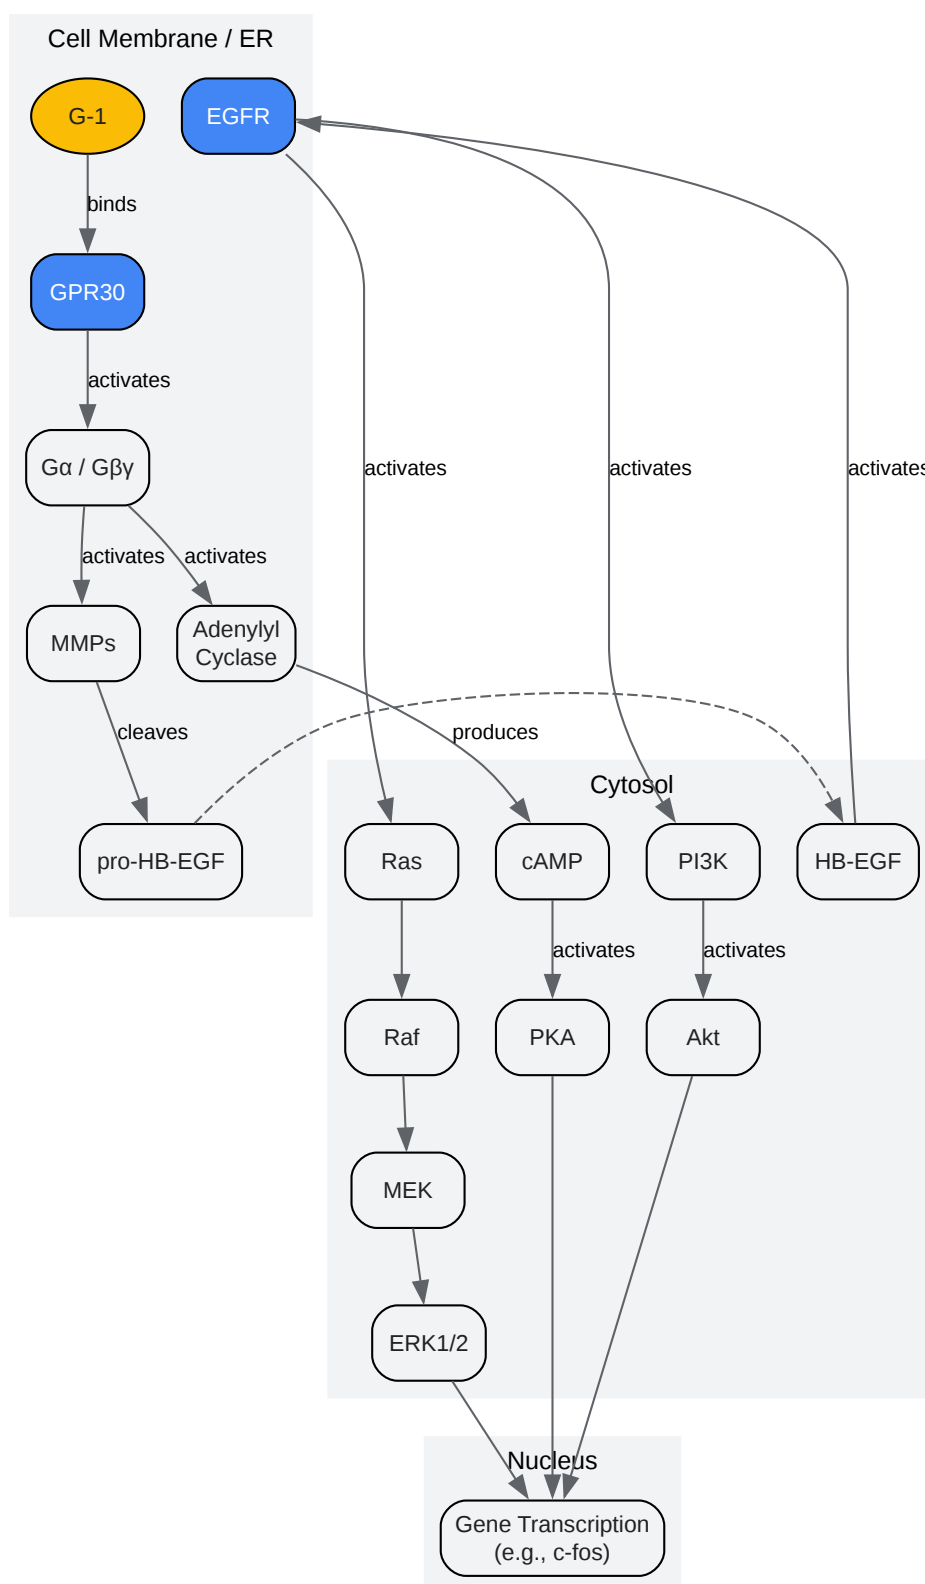 Cell Membrane / ER
G-1
EGFR
binds
GPR30
activates
Gα / Gβγ
activates
activates
activates
activates
activates
MMPs
Adenylyl
Cyclase
cleaves
produces
Cytosol
pro-HB-EGF
Ras
cAMP
PI3K
HB-EGF
activates
activates
Raf
PKA
Akt
MEK
ERK1/2
Nucleus
Gene Transcription
(e.g., c-fos)